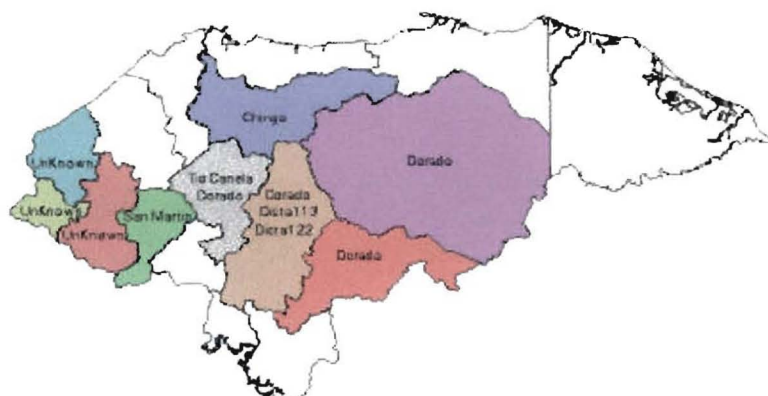 Chingo
Dorado
UnKnown
Tio Canela
Dorado
Dorado
Dicta113
Dicta122
UnKnown
San Martin
UnKnown
Dorado